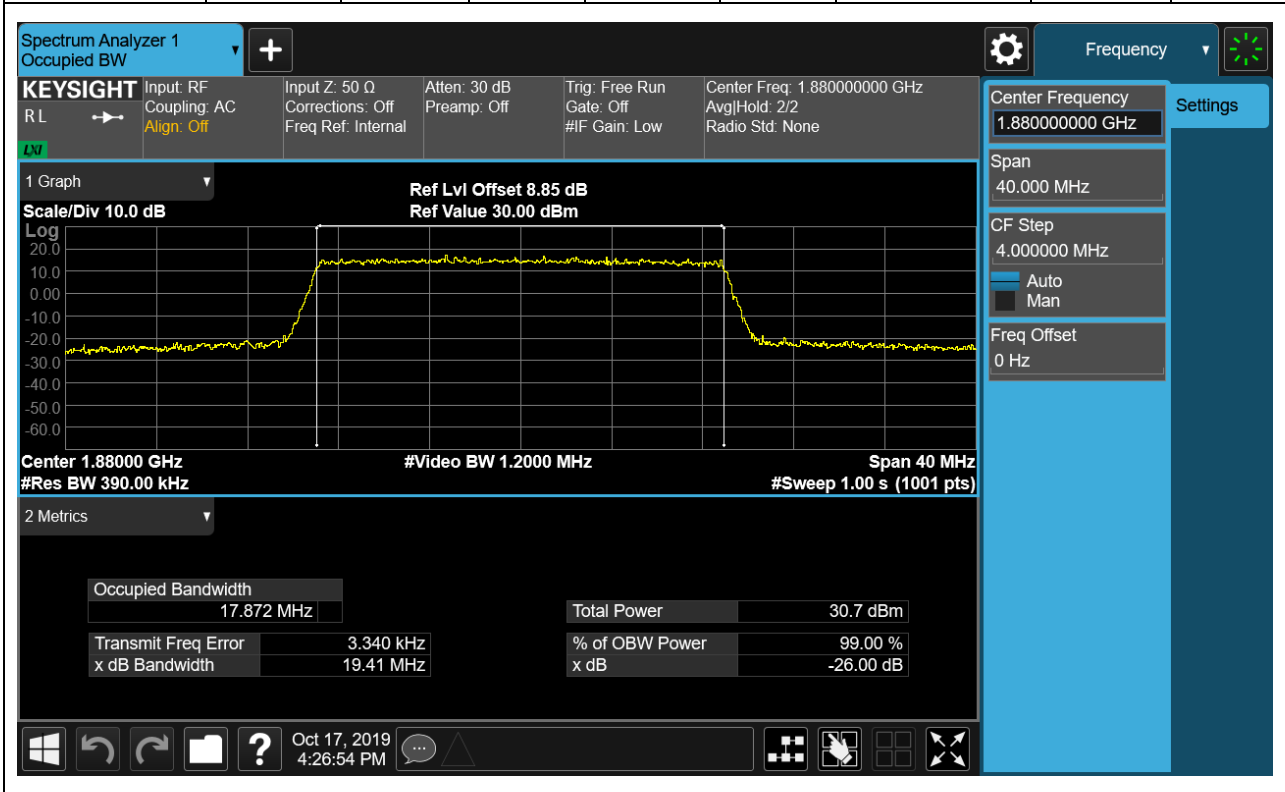 Spectrum Analyzer 1
Occupied BW
Frequency
KEYSIGHT
RL
LXI
Input: RF
Coupling: AC
Align: Off
Input Z: 50 Ω
Corrections: Off
Freq Ref: Internal
Atten: 30 dB
Preamp: Off
Trig: Free Run
Gate: Off
#IF Gain: Low
Center Freq: 1.880000000 GHz
Avg|Hold: 2/2
Radio Std: None
Center Frequency
1.880000000 GHz
Settings
Span
40.000 MHz
CF Step
4.000000 MHz
Auto
Man
Freq Offset
0 Hz
1 Graph
Scale/Div 10.0 dB
Ref Lvl Offset 8.85 dB
Ref Value 30.00 dBm
Log
20.0
10.0
0.00
-10.0
-20.0
-30.0
-40.0
-50.0
-60.0
Center 1.88000 GHz
#Video BW 1.2000 MHz
Span 40 MHz
#Res BW 390.00 kHz
#Sweep 1.00 s (1001 pts)
2 Metrics
Occupied Bandwidth
17.872 MHz
Total Power 30.7 dBm
Transmit Freq Error 3.340 kHz
% of OBW Power 99.00 %
x dB Bandwidth 19.41 MHz
x dB -26.00 dB
?
Oct 17, 2019
4:26:54 PM